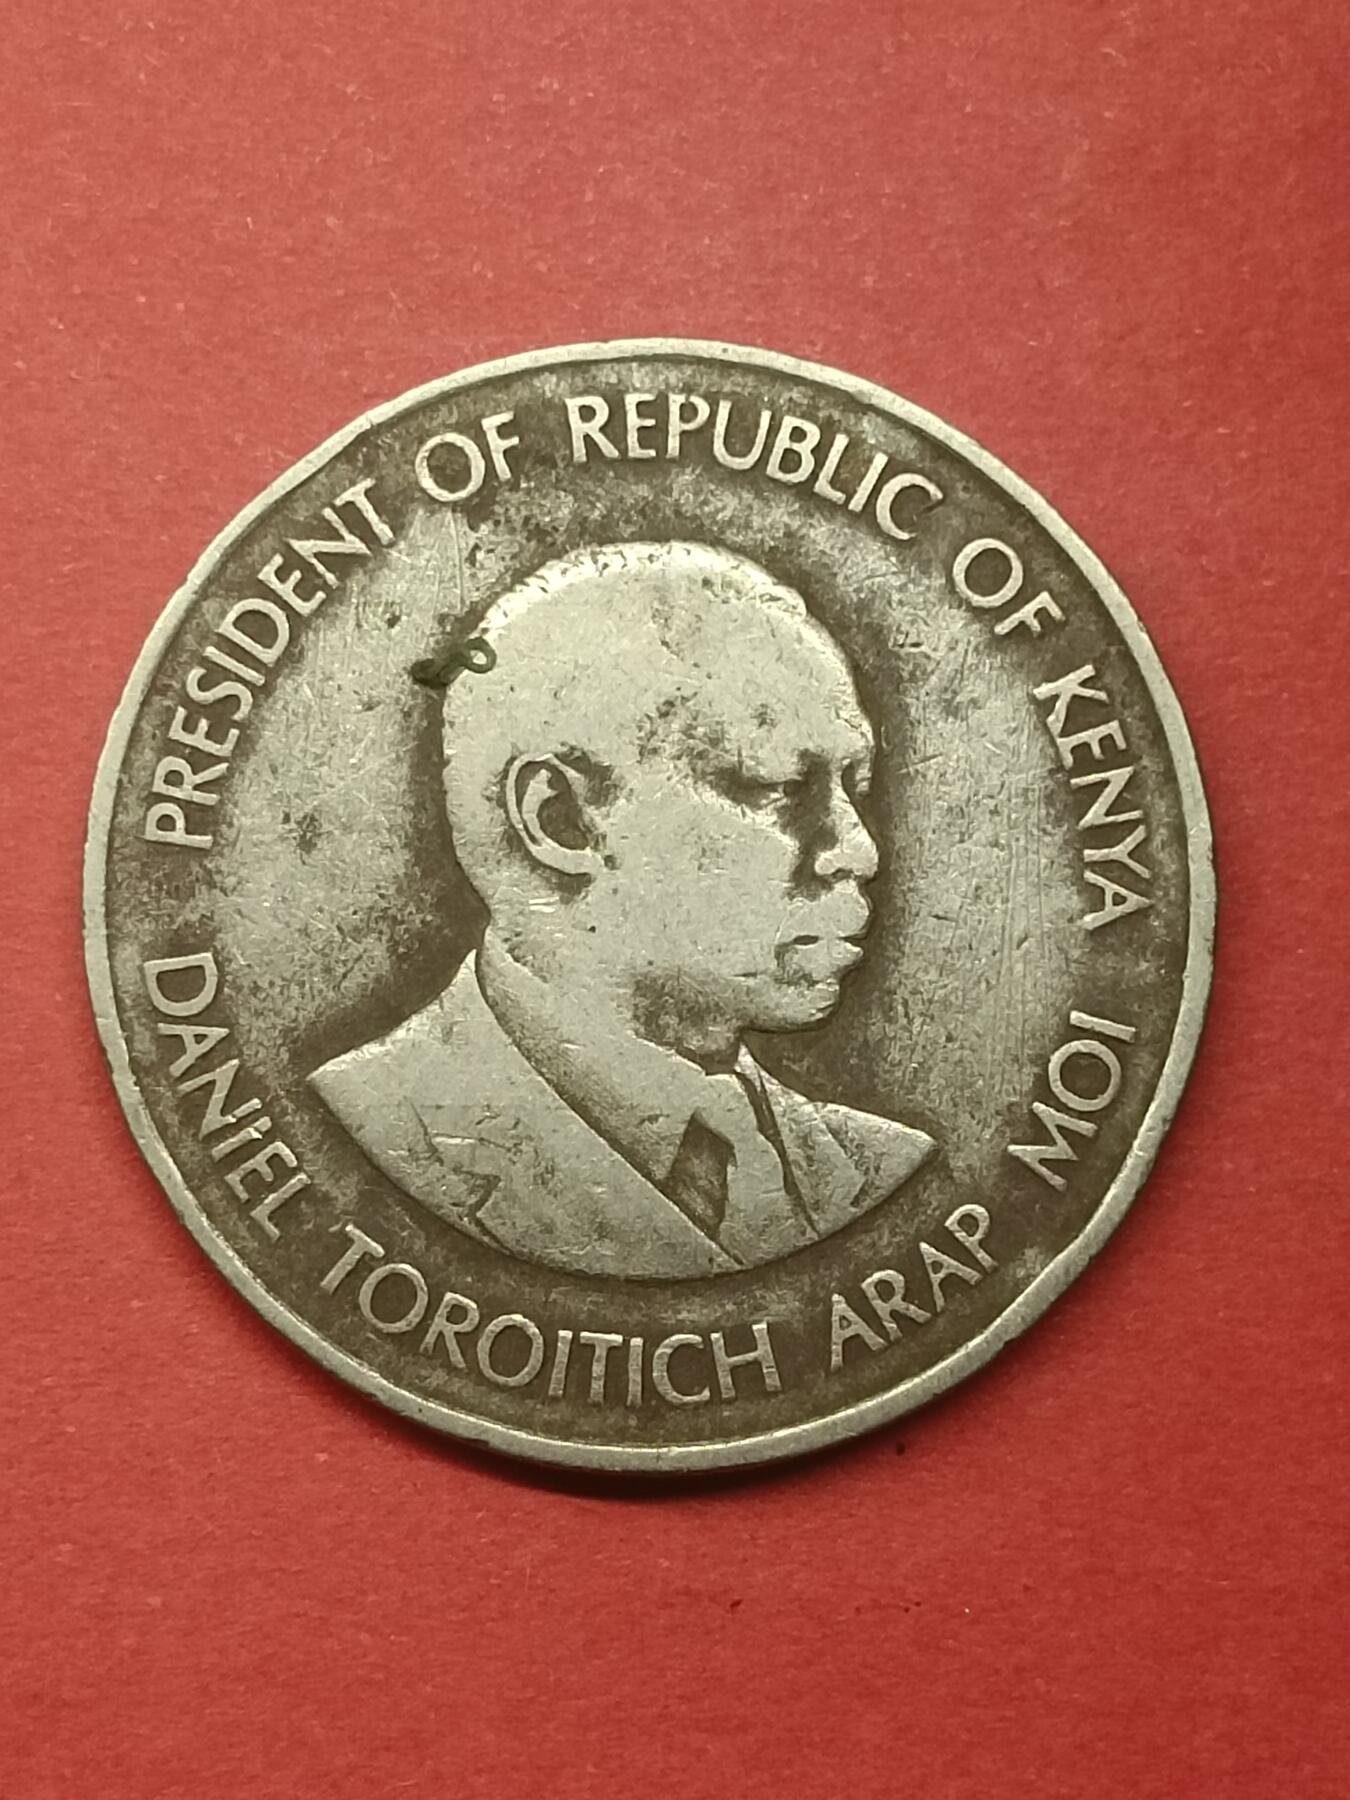 PRESIDENT OF REPUBLIC OF KENYA
DANIEL TOROITICH ARAP MOI